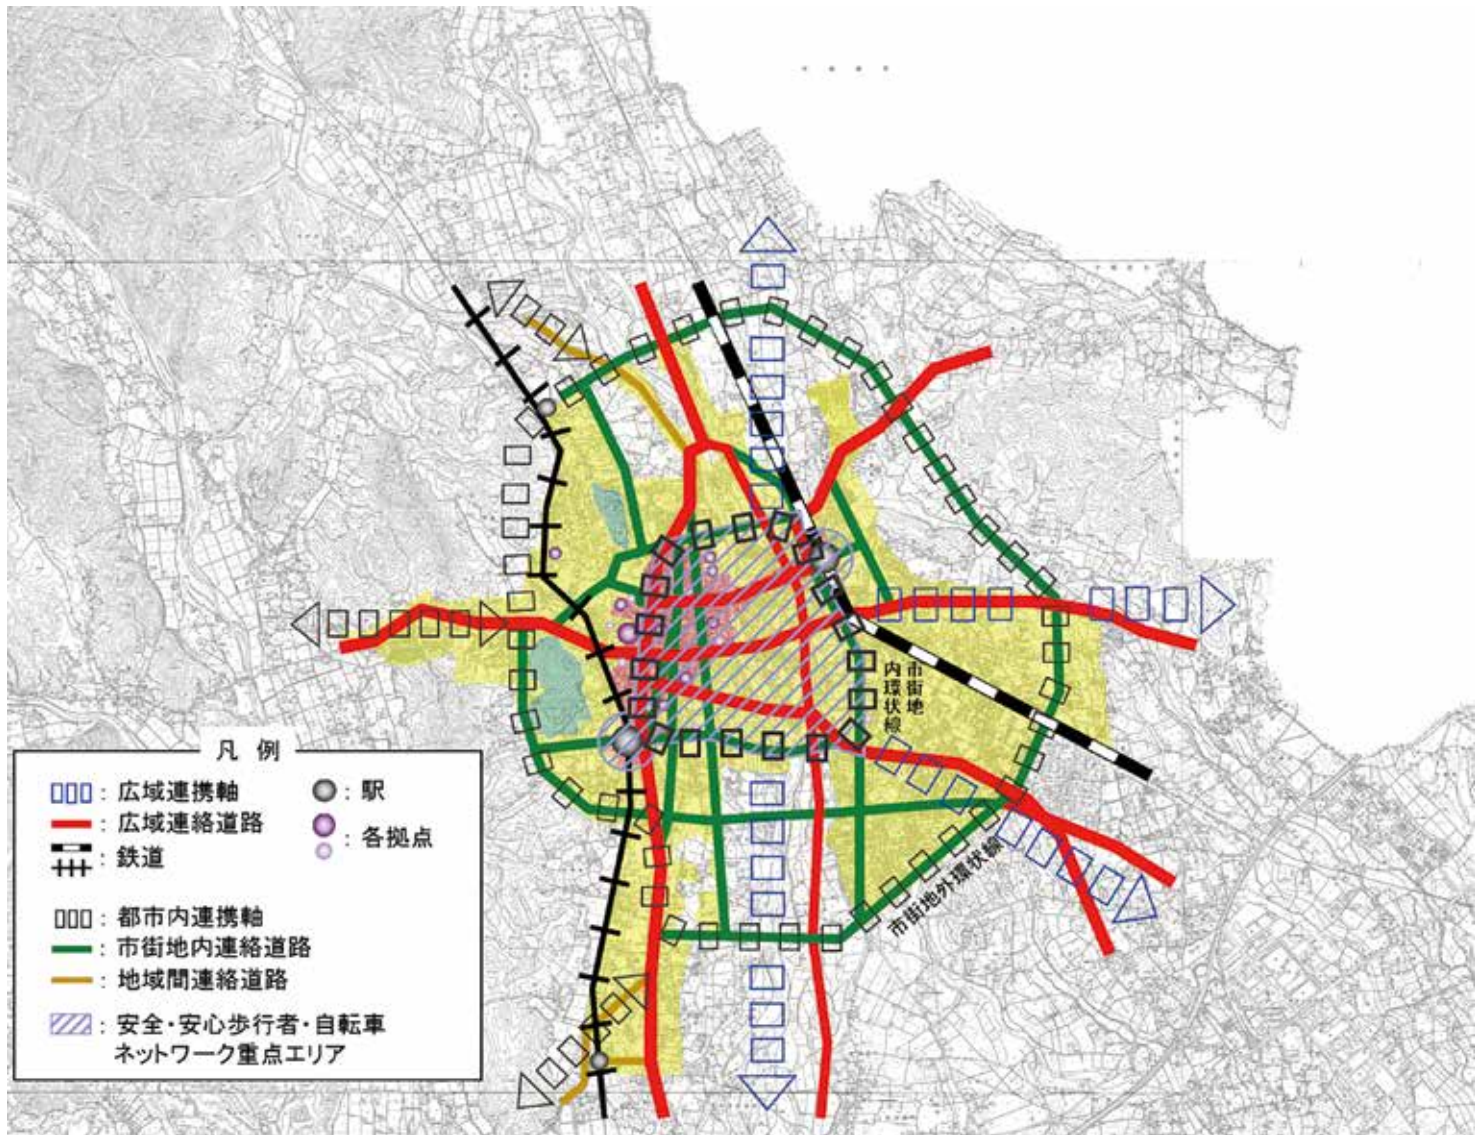 市街地
内環状線
市街地外環状線
凡例
：広域連携軸
：広域連絡道路
：鉄道
：駅
：各拠点
：都市内連携軸
：市街地内連絡道路
：地域間連絡道路
：安全・安心歩行者・自転車
ネットワーク重点エリア